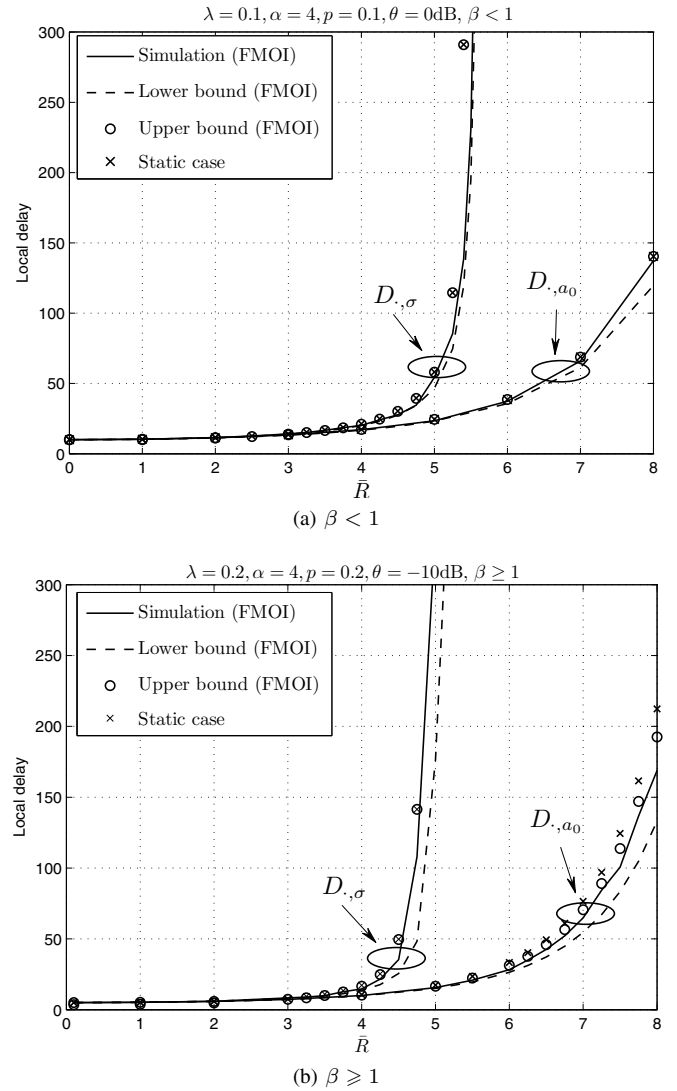 λ = 0.1, α = 4, p = 0.1, θ = 0dB, β < 1
300
250
200
150
100
50
0
Local delay
Simulation (FMOI)
Lower bound (FMOI)
Upper bound (FMOI)
Static case
D·,σ
D·,a₀
0 1 2 3 4 5 6 7 8
R̄
(a) β < 1
λ = 0.2, α = 4, p = 0.2, θ = −10dB, β ≥ 1
300
250
200
150
100
50
0
Local delay
Simulation (FMOI)
Lower bound (FMOI)
Upper bound (FMOI)
Static case
D·,σ
D·,a₀
0 1 2 3 4 5 6 7 8
R̄
(b) β ⩾ 1